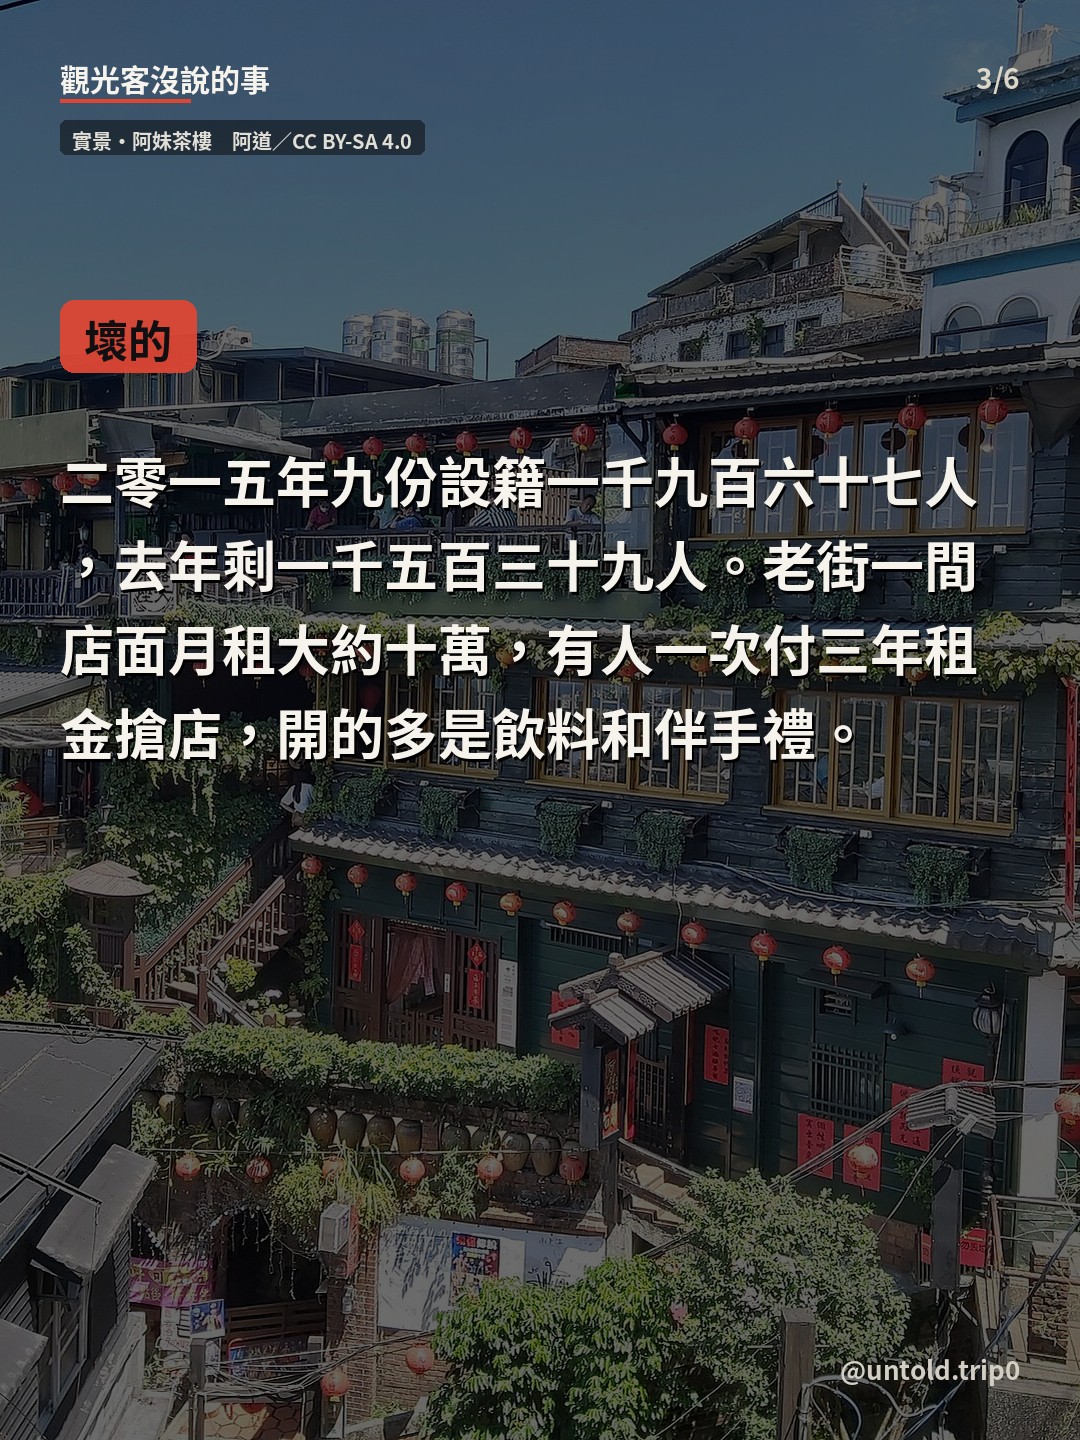 觀光客沒說的事
3/6
實景・阿妹茶樓　阿道／CC BY-SA 4.0
壞的
二零一五年九份設籍一千九百六十七人
，去年剩一千五百三十九人。老街一間
店面月租大約十萬，有人一次付三年租
金搶店，開的多是飲料和伴手禮。
@untold.trip0